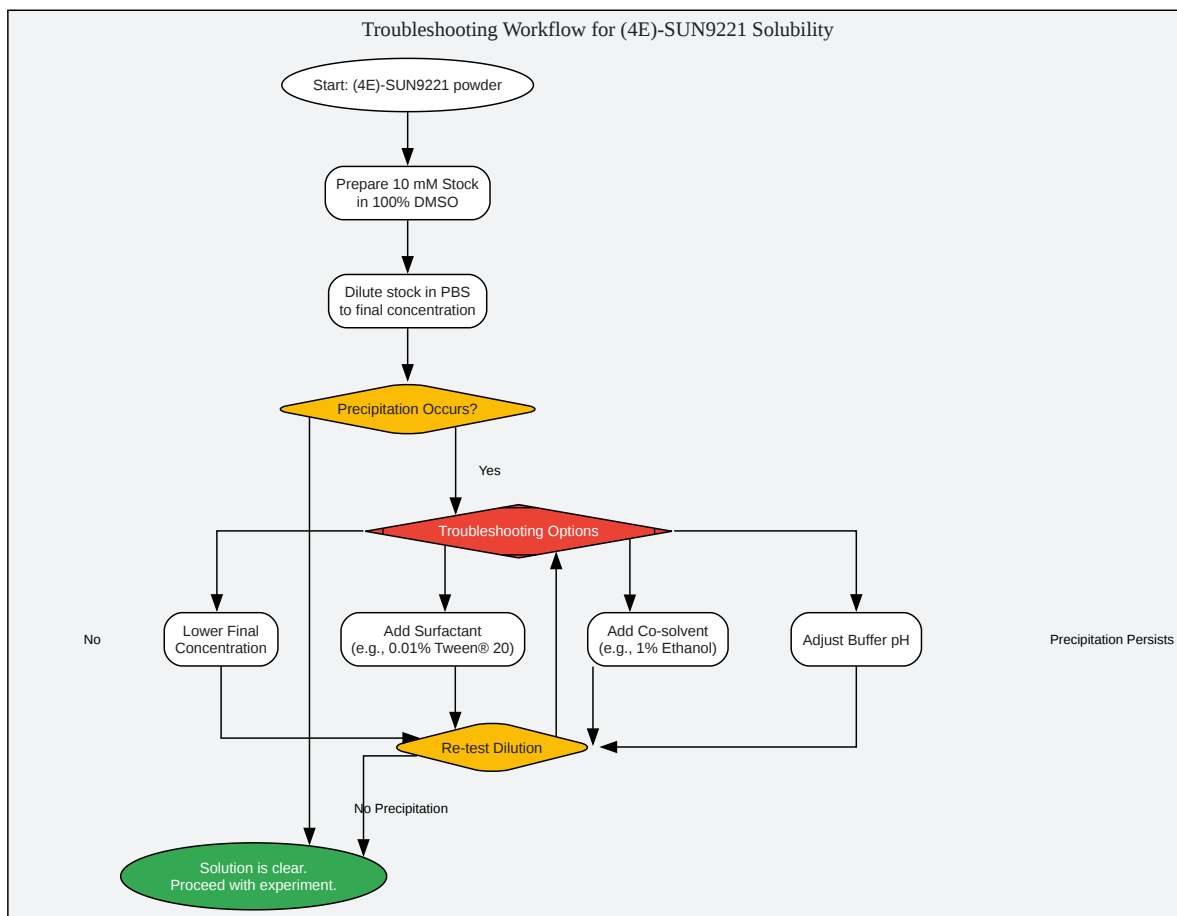 Troubleshooting Workflow for (4E)-SUN9221 Solubility
Start: (4E)-SUN9221 powder
Prepare 10 mM Stock
in 100% DMSO
Dilute stock in PBS
to final concentration
Precipitation Occurs?
Yes
Troubleshooting Options
No
Lower Final
Concentration
Add Surfactant
(e.g., 0.01% Tween® 20)
Add Co-solvent
(e.g., 1% Ethanol)
Adjust Buffer pH
Precipitation Persists
Re-test Dilution
No Precipitation
Solution is clear.
Proceed with experiment.